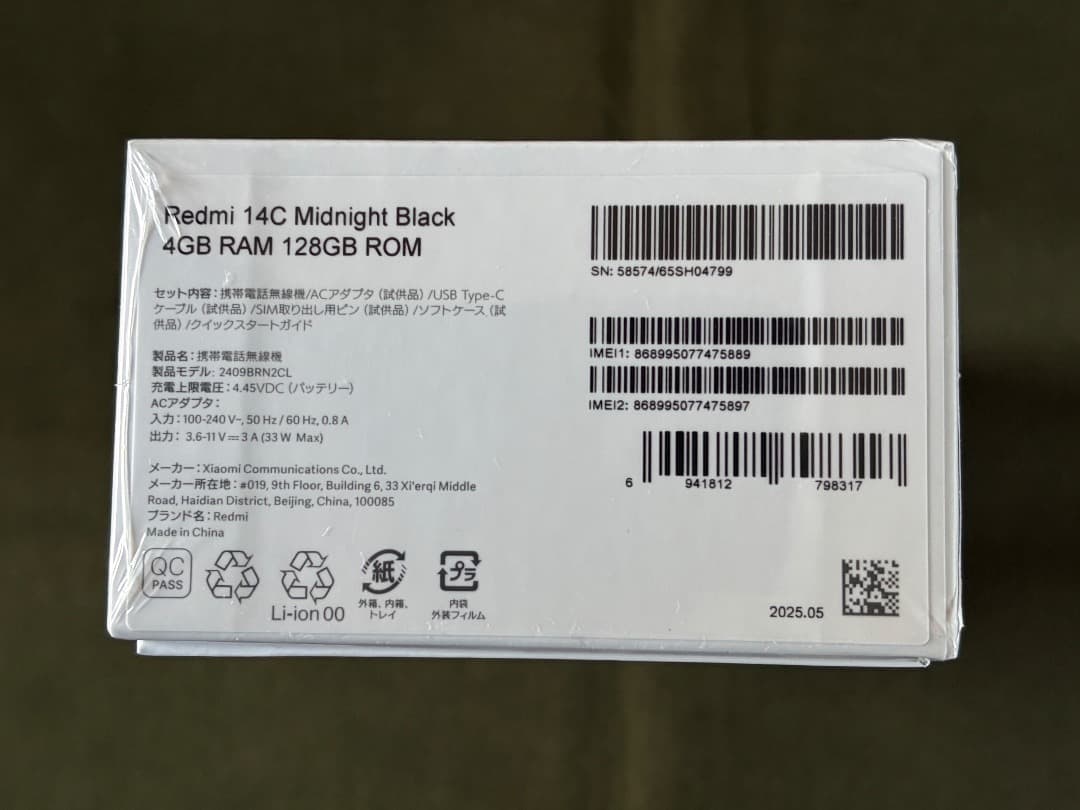 Redmi 14C Midnight Black
4GB RAM 128GB ROM
セット内容：携帯電話無線機/ACアダプタ（試供品）/USB Type-C
ケーブル（試供品）/SIM取り出し用ピン（試供品）/ソフトケース（試
供品）/クイックスタートガイド
製品名：携帯電話無線機
製品モデル：2409BRN2CL
充電上限電圧：4.45VDC（バッテリー）
ACアダプタ：
入力：100-240 V~, 50 Hz / 60 Hz, 0.8 A
出力： 3.6-11 V⎓3 A (33 W Max)
メーカー：Xiaomi Communications Co., Ltd.
メーカー所在地：#019, 9th Floor, Building 6, 33 Xi'erqi Middle
Road, Haidian District, Beijing, China, 100085
ブランド名：Redmi
Made in China
QC
PASS
Li-ion 00
紙
外箱、内箱、
トレイ
プラ
内袋
外装フィルム
SN: 58574/65SH04799
IMEI1: 868995077475889
IMEI2: 868995077475897
6 941812 798317
2025.05